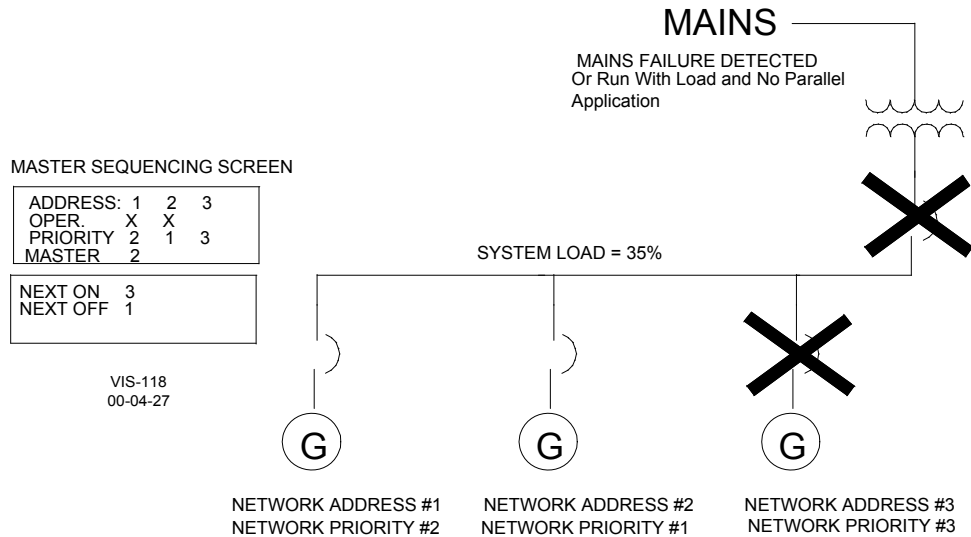 MAINS
MAINS FAILURE DETECTED
Or Run With Load and No Parallel
Application
MASTER SEQUENCING SCREEN
ADDRESS: 1 2 3
OPER. X X
PRIORITY 2 1 3
MASTER 2
SYSTEM LOAD = 35%
NEXT ON 3
NEXT OFF 1
VIS-118
00-04-27
G G G
NETWORK ADDRESS #1
NETWORK PRIORITY #2
NETWORK ADDRESS #2
NETWORK PRIORITY #1
NETWORK ADDRESS #3
NETWORK PRIORITY #3